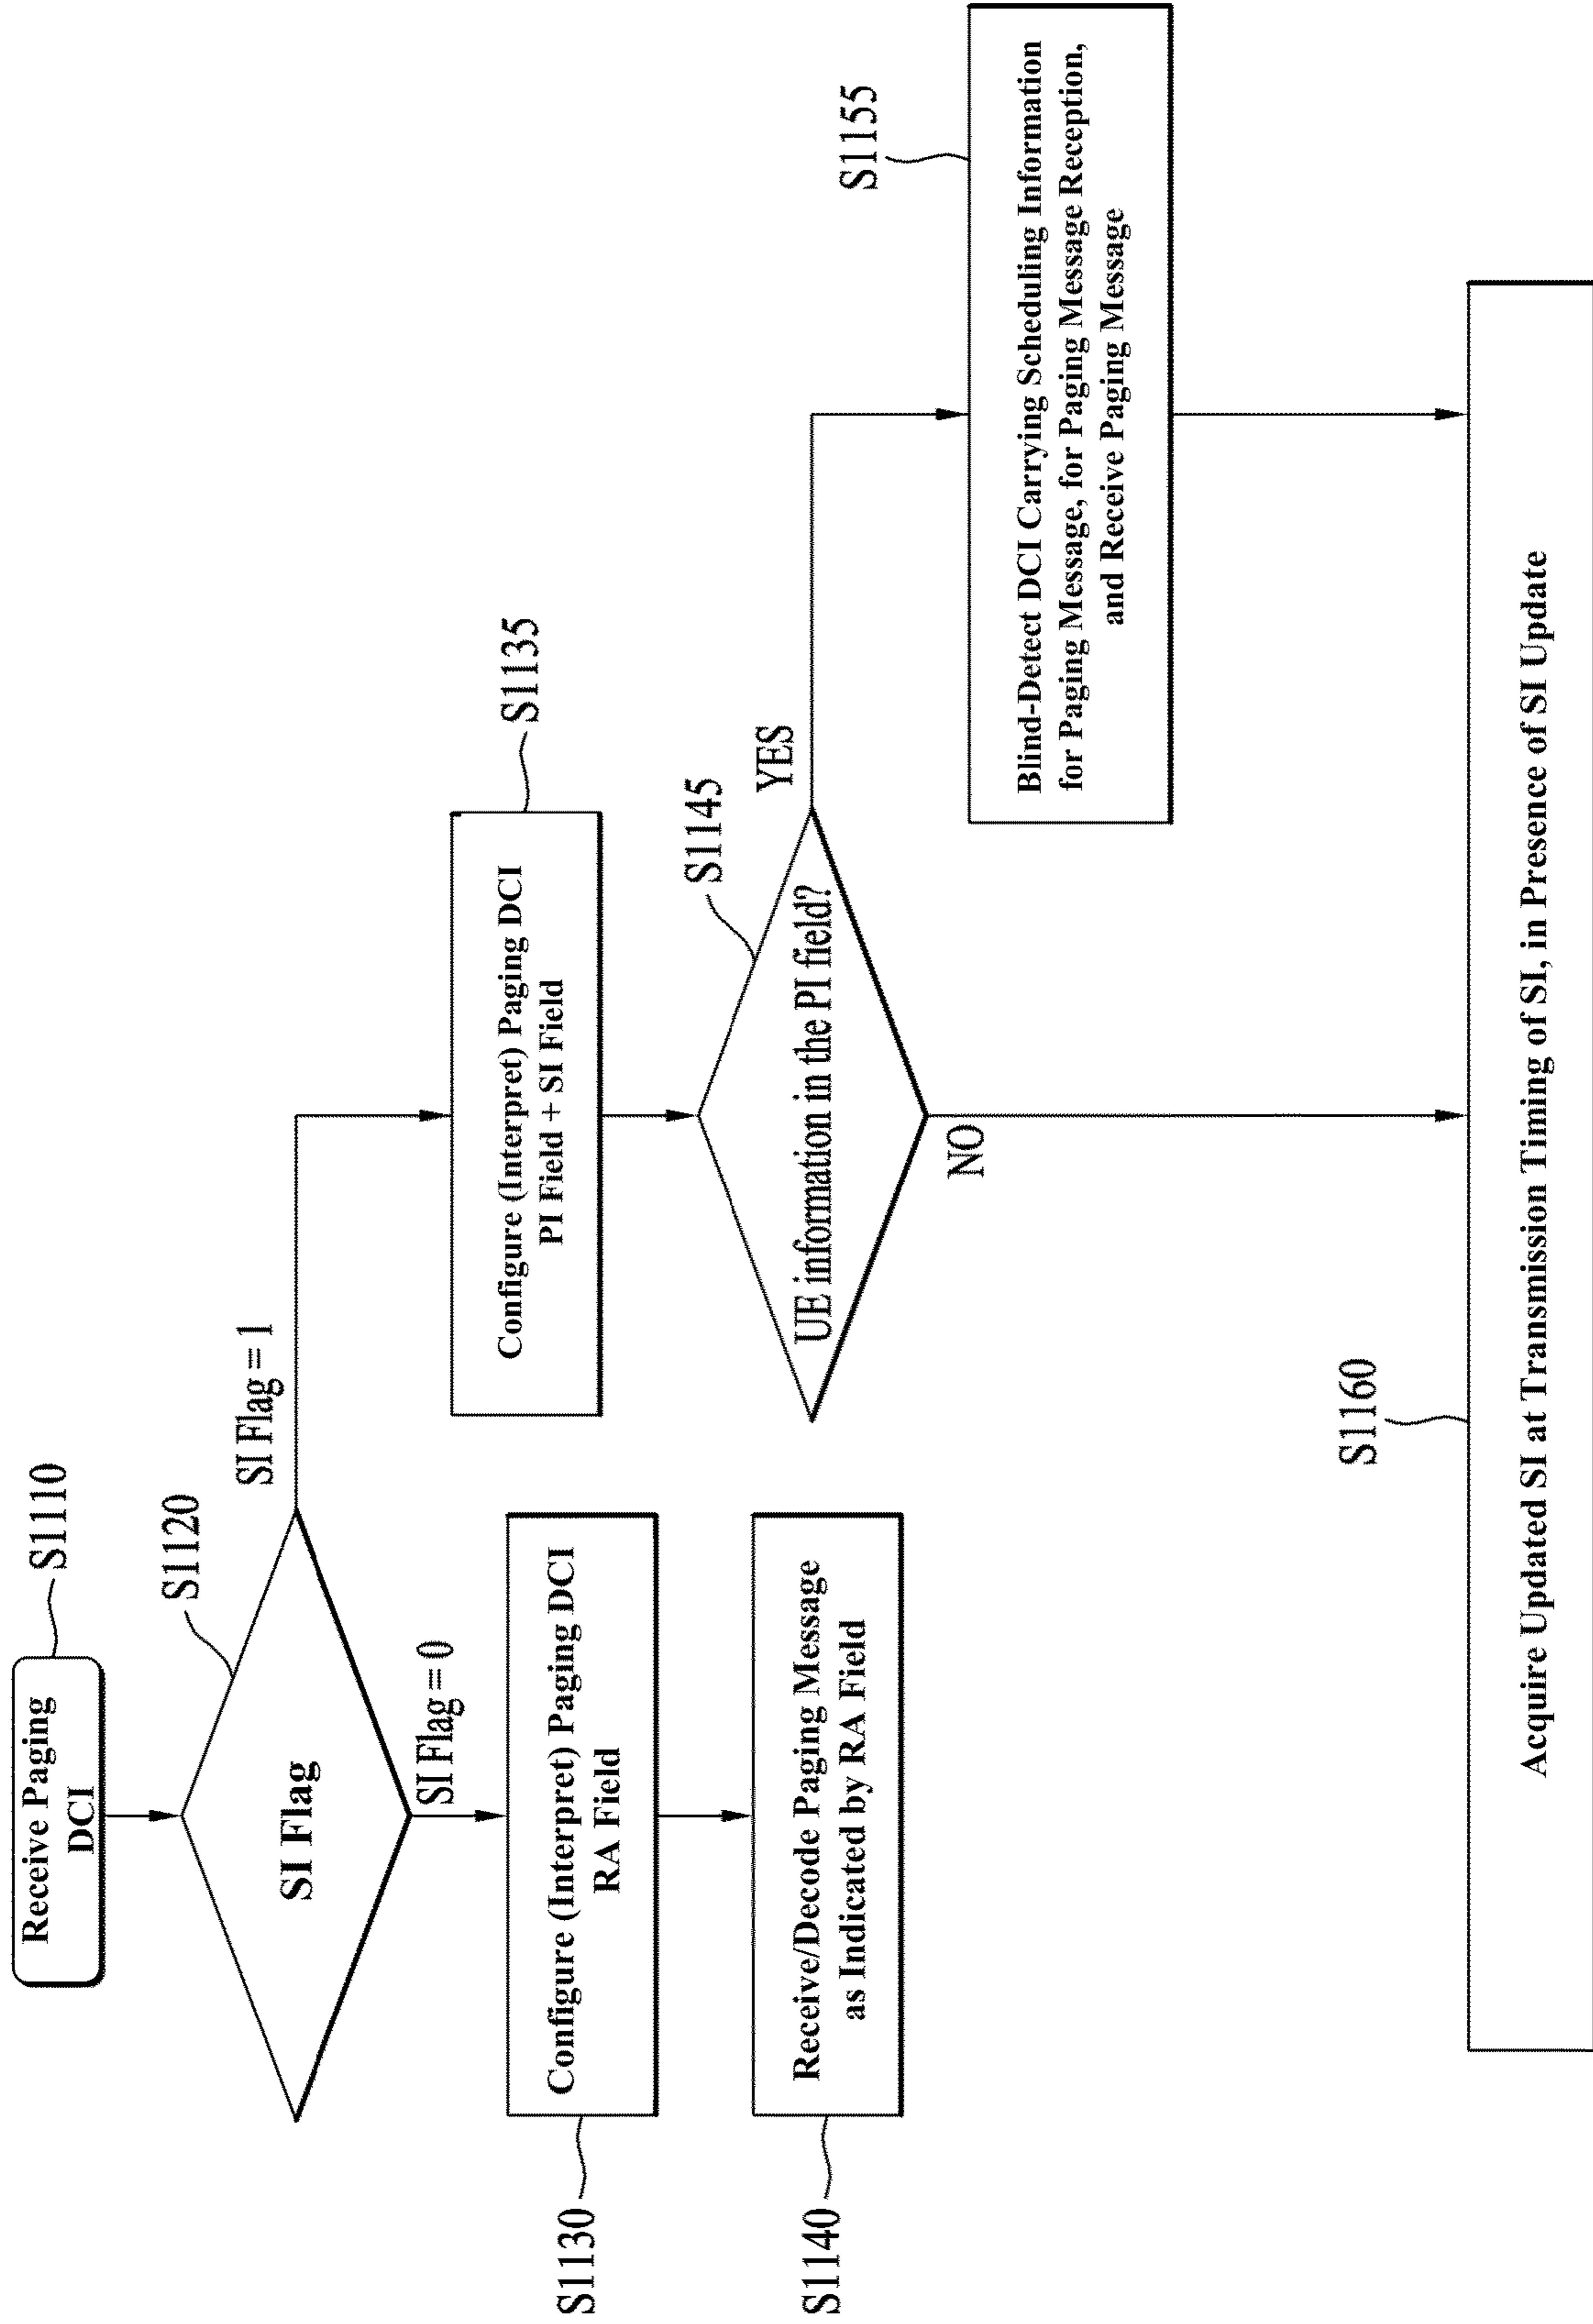 Receive Paging
DCI
S1110
S1120
SI Flag
SI Flag = 1
SI Flag = 0
S1130
Configure (Interpret) Paging DCI
RA Field
Configure (Interpret) Paging DCI
PI Field + SI Field
S1135
S1140
Receive/Decode Paging Message
as Indicated by RA Field
S1145
UE information in the PI field?
YES
NO
S1155
Blind-Detect DCI Carrying Scheduling Information
for Paging Message, for Paging Message Reception,
and Receive Paging Message
S1160
Acquire Updated SI at Transmission Timing of SI, in Presence of SI Update